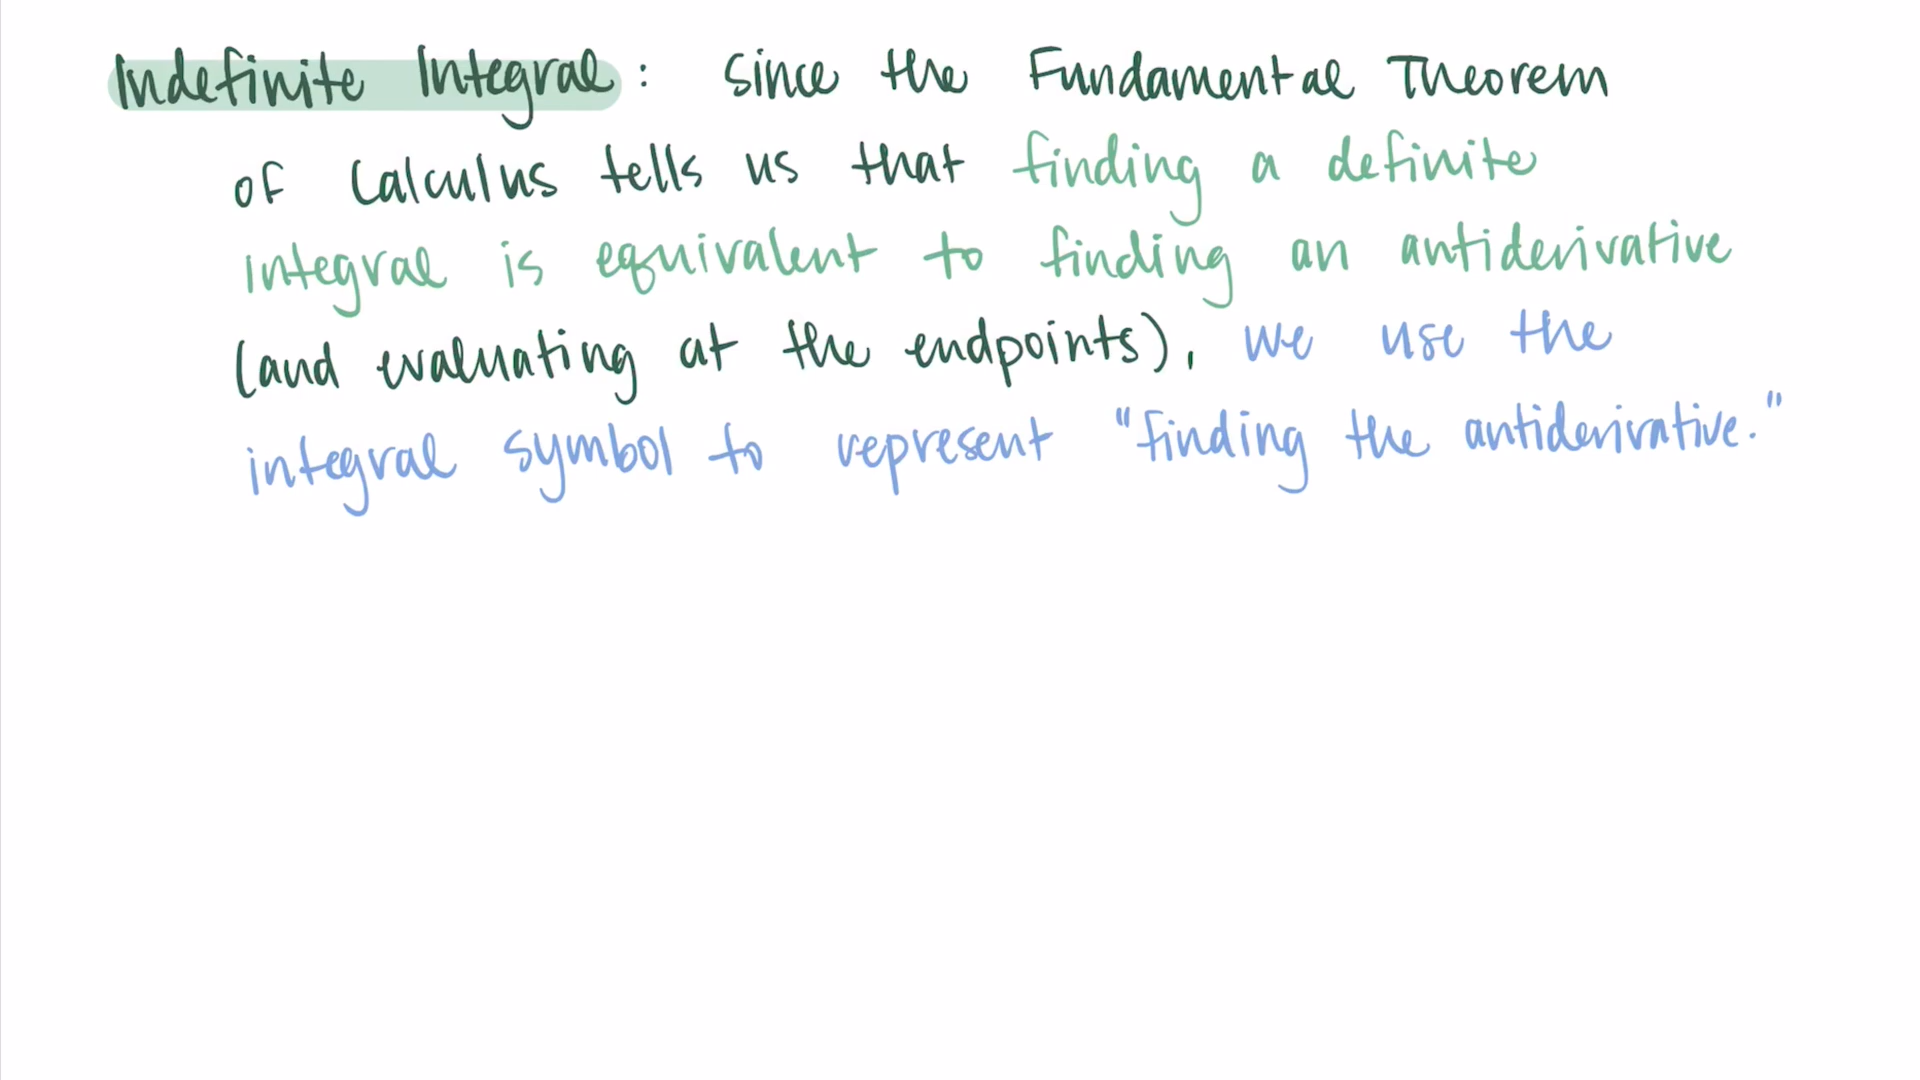 Indefinite Integral: Since the Fundamental Theorem
of Calculus tells us that finding a definite
integral is equivalent to finding an antiderivative
(and evaluating at the endpoints), we use the
integral symbol to represent "finding the antiderivative."